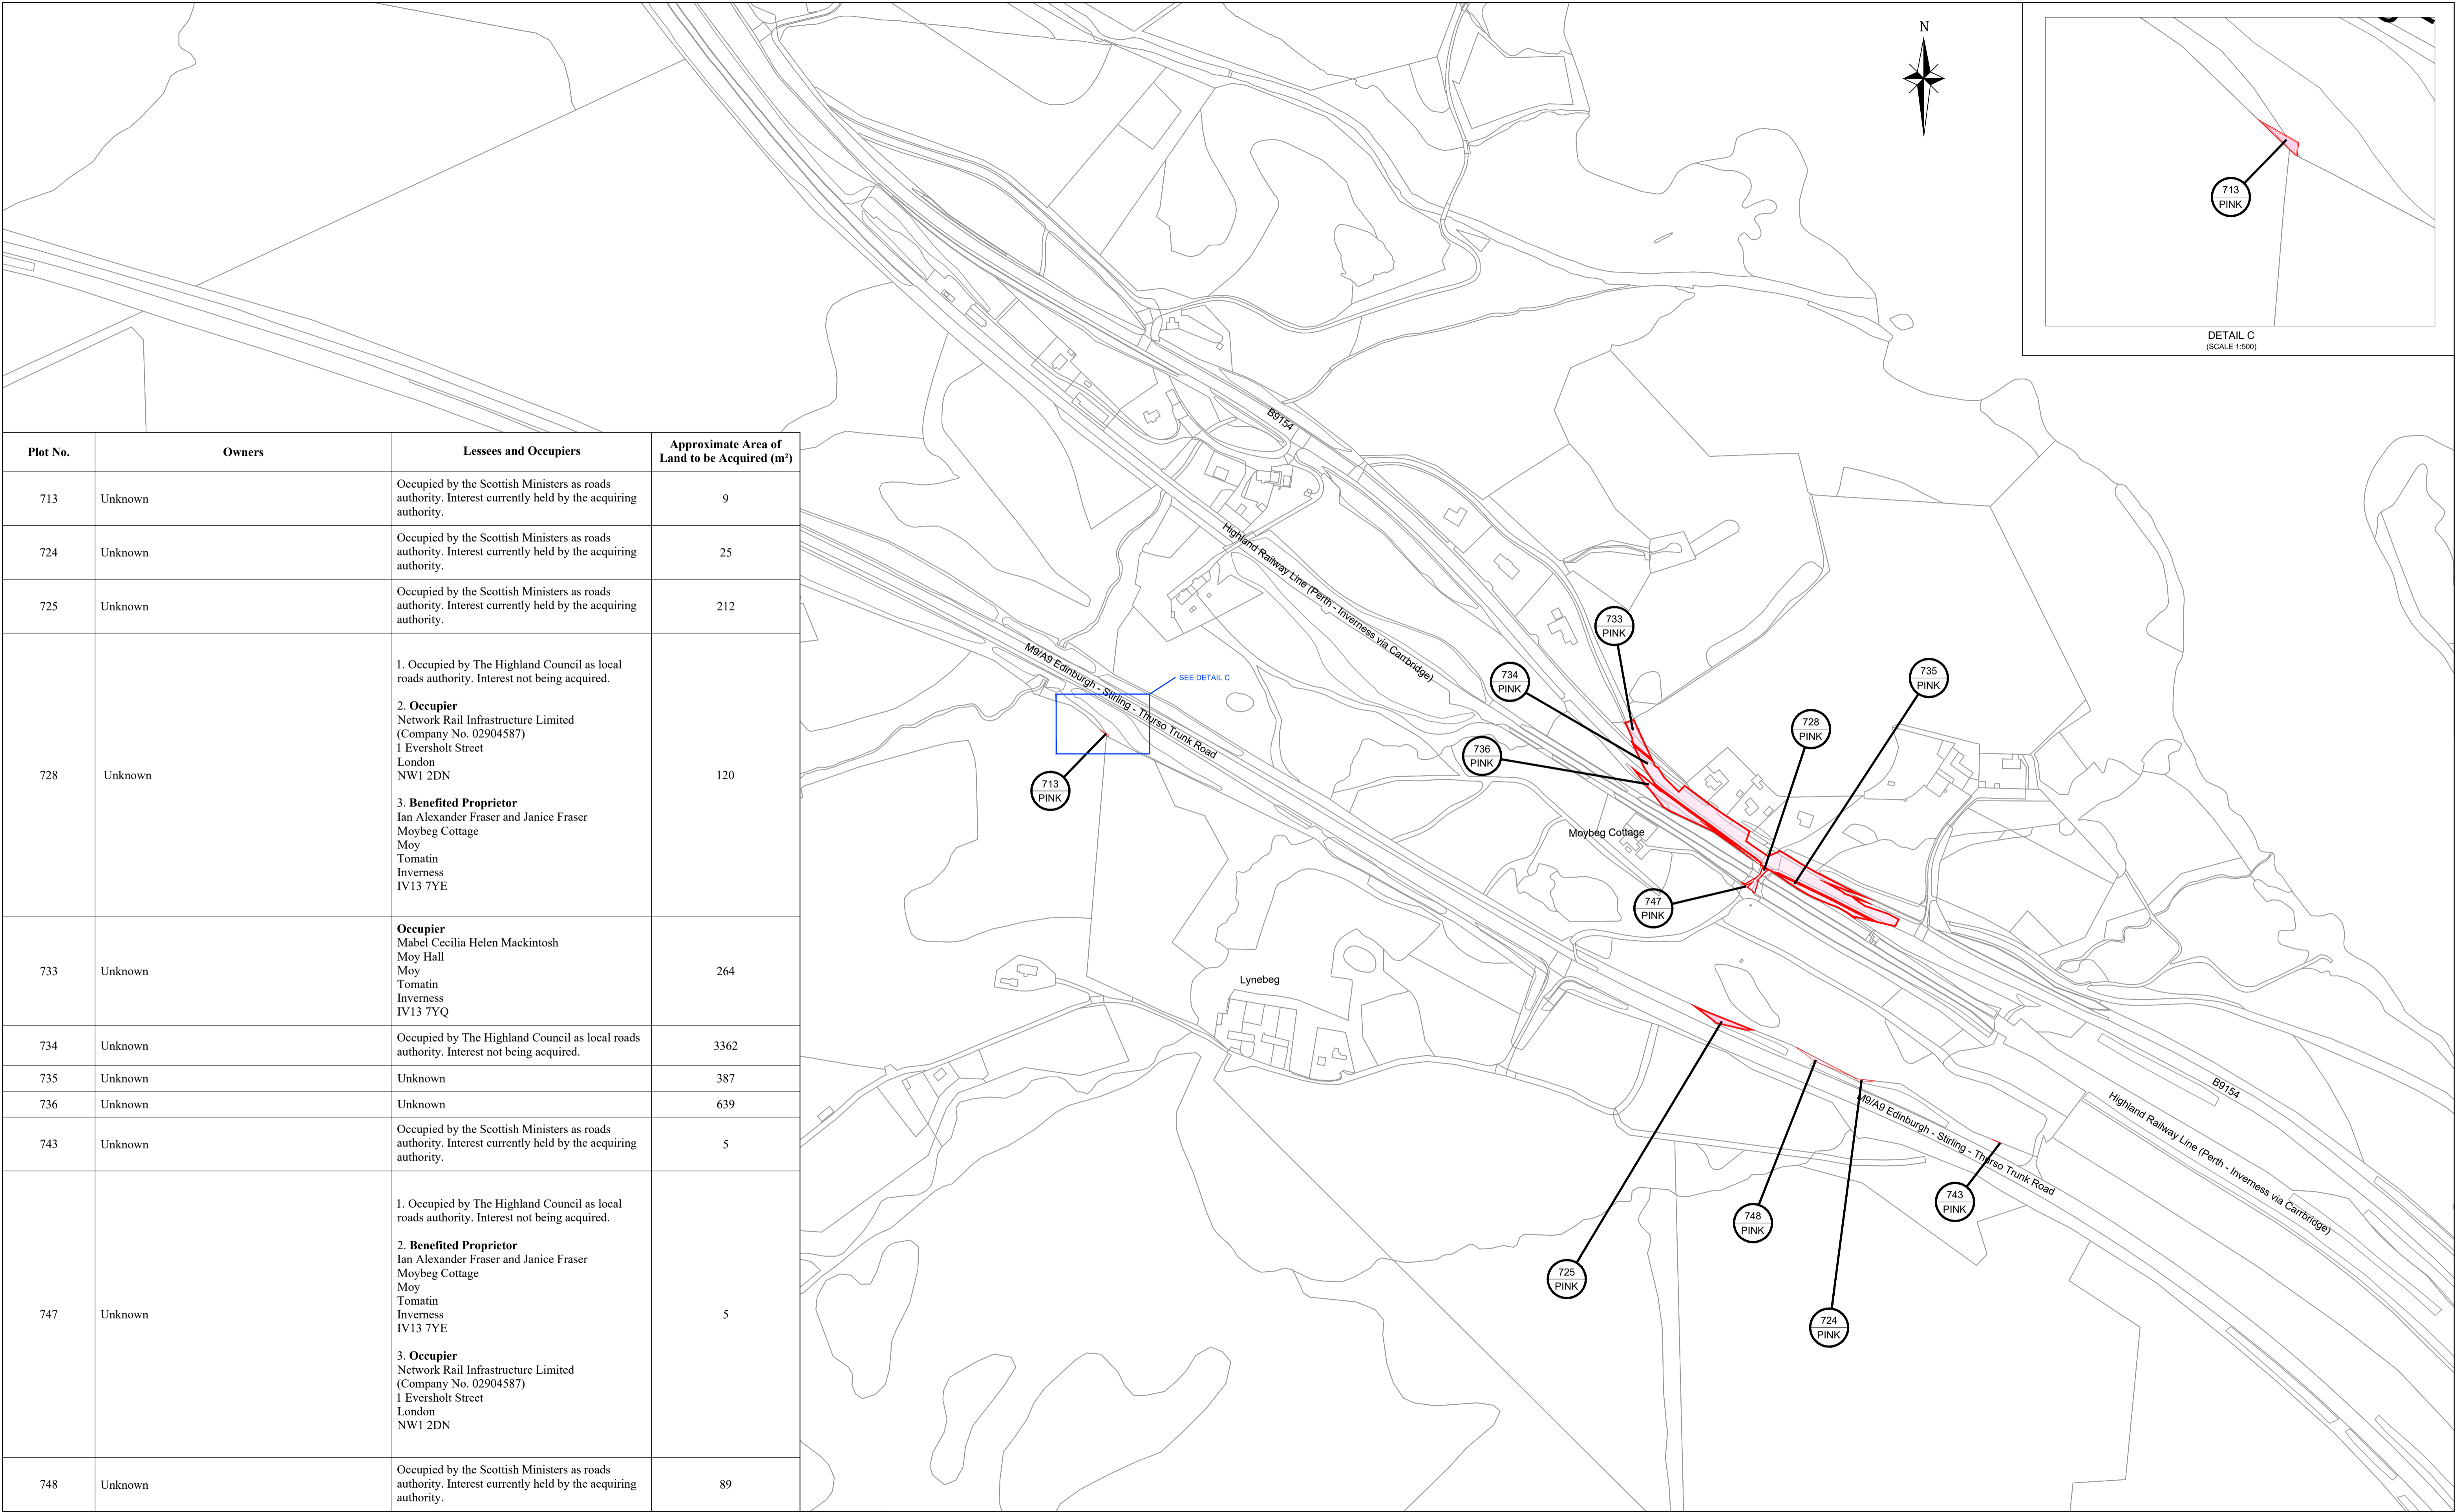 N
713
PINK
DETAIL C
(SCALE 1:500)
B9154
Highland Railway Line (Perth - Inverness via Carrbridge)
M9/A9 Edinburgh - Stirling - Thurso Trunk Road
SEE DETAIL C
713
PINK
733
PINK
734
PINK
735
PINK
728
PINK
736
PINK
Moybeg Cottage
747
PINK
Lynebeg
B9154
Highland Railway Line (Perth - Inverness via Carrbridge)
M9/A9 Edinburgh - Stirling - Thurso Trunk Road
743
PINK
748
PINK
725
PINK
724
PINK
Plot No. Owners Lessees and Occupiers Approximate Area of
Land to be Acquired (m²)
713 Unknown Occupied by the Scottish Ministers as roads
authority. Interest currently held by the acquiring
authority.
9
724 Unknown Occupied by the Scottish Ministers as roads
authority. Interest currently held by the acquiring
authority.
25
725 Unknown Occupied by the Scottish Ministers as roads
authority. Interest currently held by the acquiring
authority.
212
728 Unknown
1. Occupied by The Highland Council as local
roads authority. Interest not being acquired.
2. Occupier
Network Rail Infrastructure Limited
(Company No. 02904587)
1 Eversholt Street
London
NW1 2DN
3. Benefited Proprietor
Ian Alexander Fraser and Janice Fraser
Moybeg Cottage
Moy
Tomatin
Inverness
IV13 7YE
120
733 Unknown
Occupier
Mabel Cecilia Helen Mackintosh
Moy Hall
Moy
Tomatin
Inverness
IV13 7YQ
264
734 Unknown Occupied by The Highland Council as local roads
authority. Interest not being acquired.
3362
735 Unknown Unknown 387
736 Unknown Unknown 639
743 Unknown Occupied by the Scottish Ministers as roads
authority. Interest currently held by the acquiring
authority.
5
747 Unknown
1. Occupied by The Highland Council as local
roads authority. Interest not being acquired.
2. Benefited Proprietor
Ian Alexander Fraser and Janice Fraser
Moybeg Cottage
Moy
Tomatin
Inverness
IV13 7YE
3. Occupier
Network Rail Infrastructure Limited
(Company No. 02904587)
1 Eversholt Street
London
NW1 2DN
5
748 Unknown Occupied by the Scottish Ministers as roads
authority. Interest currently held by the acquiring
authority.
89